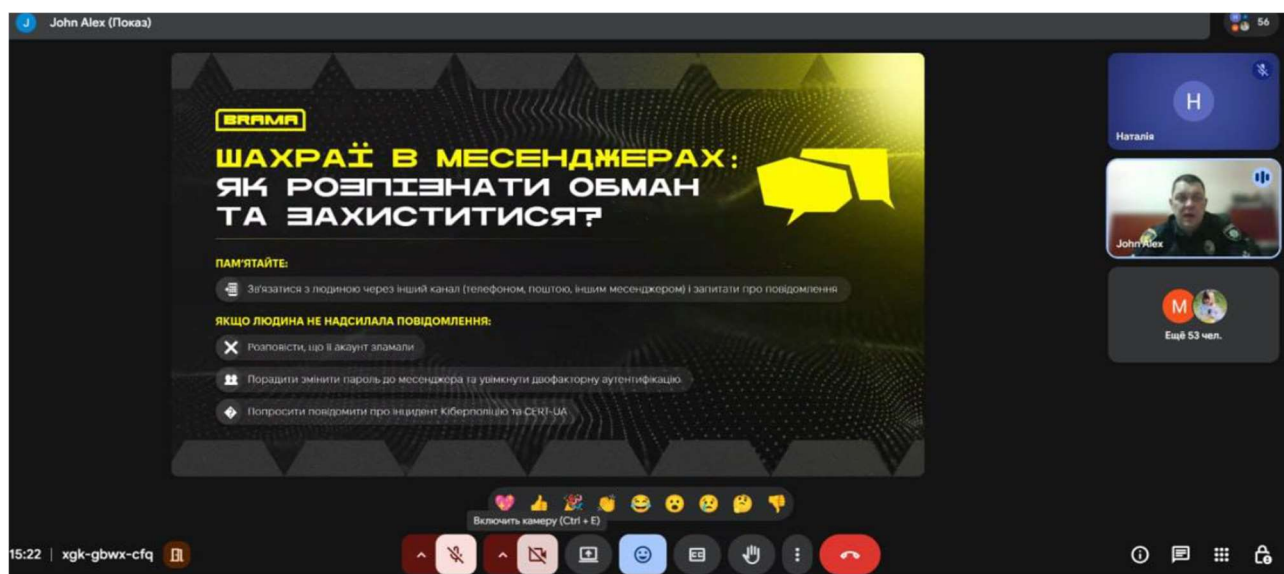 J
John Alex (Показ)
56
BRAMA
ШАХРАЇ В МЕСЕНДЖЕРАХ:
ЯК РОЗПІЗНАТИ ОБМАН
ТА ЗАХИСТИТИСЯ?
ПАМ'ЯТАЙТЕ:
Зв'язатися з людиною через інший канал (телефоном, поштою, іншим месенджером) і запитати про повідомлення
ЯКЩО ЛЮДИНА НЕ НАДСИЛАЛА ПОВІДОМЛЕННЯ:
Розповісти, що її акаунт зламали
Порадити змінити пароль до месенджера та увімкнути двофакторну аутентифікацію
Попросити повідомити про інцидент Кіберполіцію та CERT-UA
Н
Наталія
John Alex
М
Ещё 53 чел.
Включить камеру (Ctrl + E)
15:22 | xgk-gbwx-cfq
CC